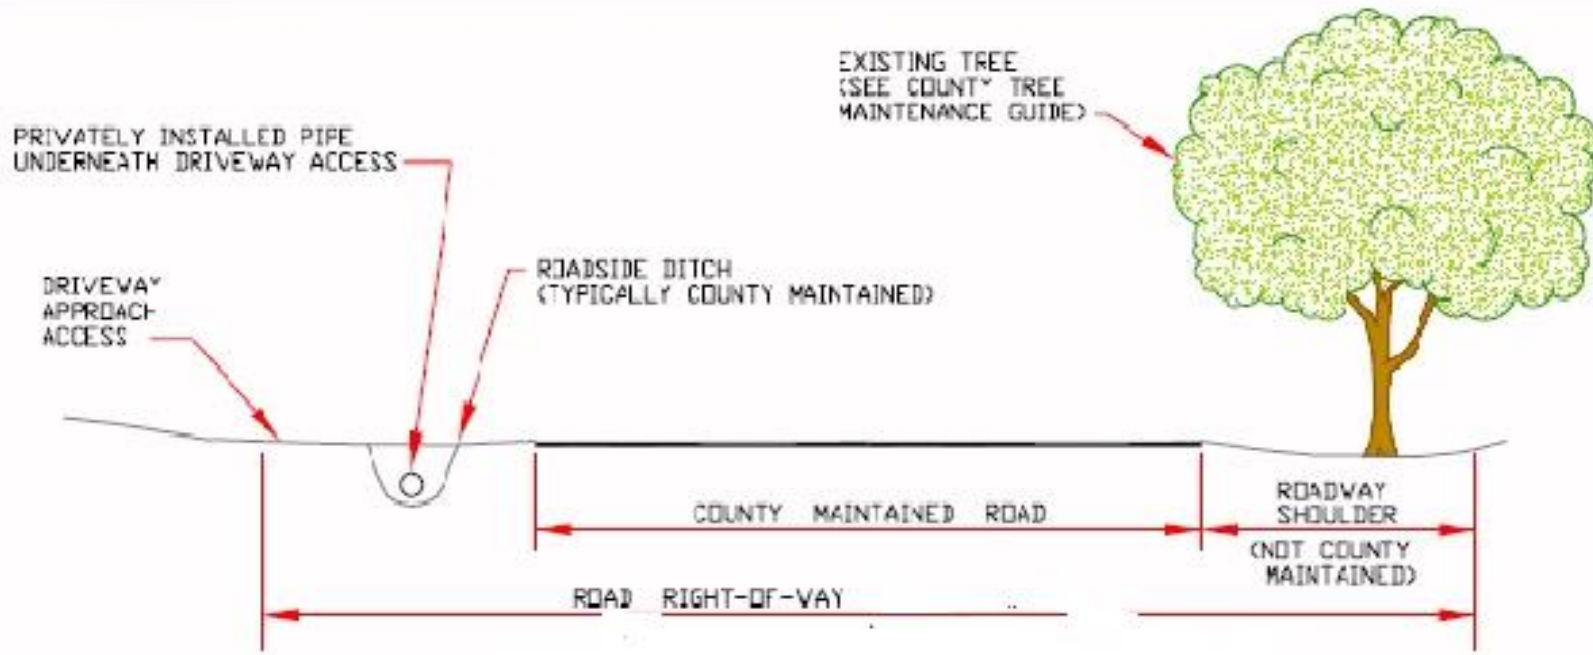 EXISTING TREE
(SEE COUNTY TREE
MAINTENANCE GUIDE)
PRIVATELY INSTALLED PIPE
UNDERNEATH DRIVEWAY ACCESS
ROADSIDE DITCH
(TYPICALLY COUNTY MAINTAINED)
DRIVEWAY
APPROACH
ACCESS
COUNTY MAINTAINED ROAD
ROADWAY
SHOULDER
(NOT COUNTY
MAINTAINED)
ROAD RIGHT-OF-WAY